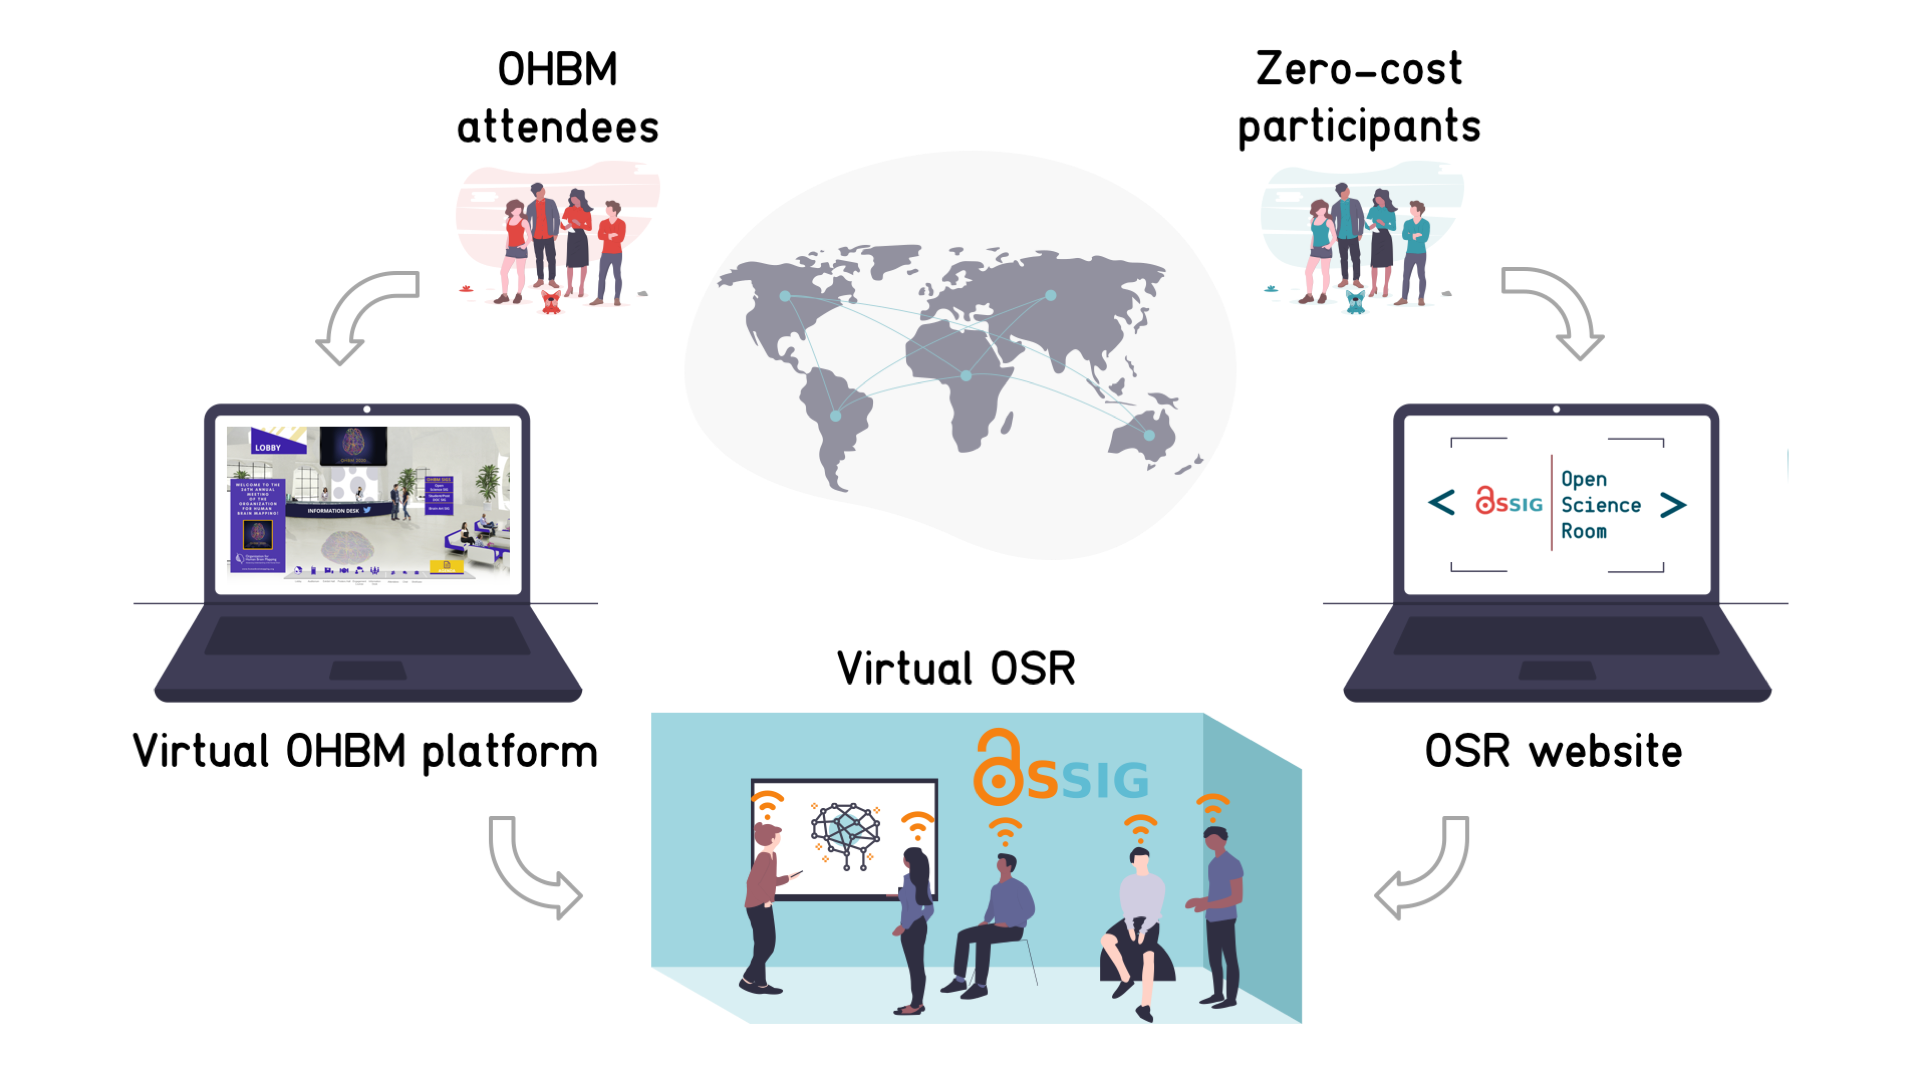 OHBM
attendees
Zero-cost
participants
LOBBY
WELCOME TO THE
26TH ANNUAL
MEETING
OF THE
ORGANIZATION
FOR HUMAN
BRAIN MAPPING!
INFORMATION DESK
OSSIG
Open
Science
Room
< >
Virtual OHBM platform
Virtual OSR
OSR website
OSSIG